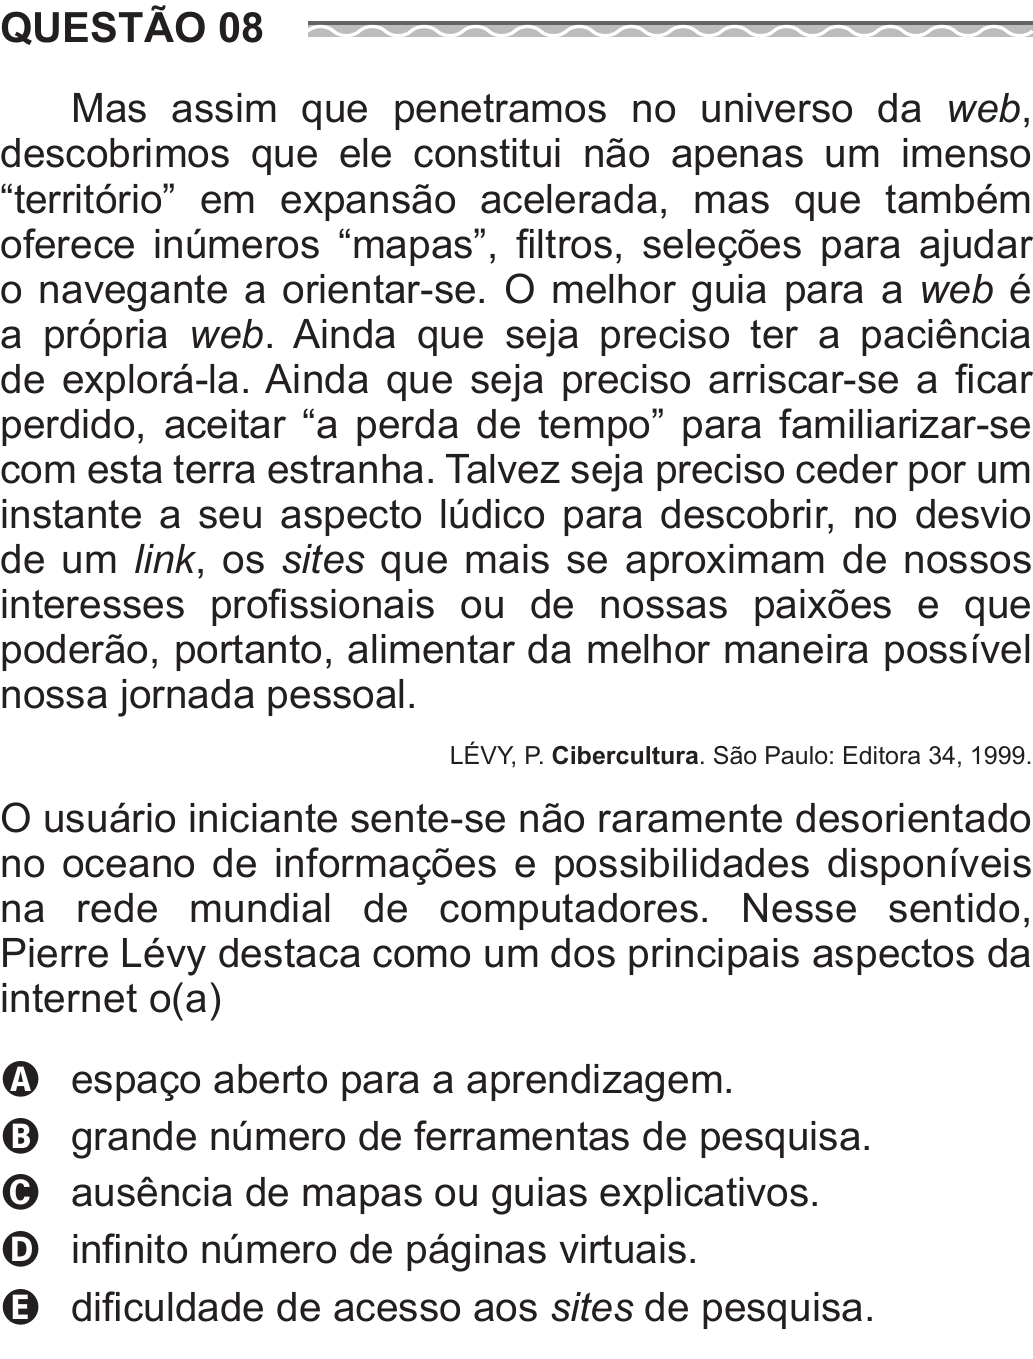 QUESTÃO 08
Mas assim que penetramos no universo da web,
descobrimos que ele constitui não apenas um imenso
“território” em expansão acelerada, mas que também
oferece inúmeros “mapas”, filtros, seleções para ajudar
o navegante a orientar-se. O melhor guia para a web é
a própria web. Ainda que seja preciso ter a paciência
de explorá-la. Ainda que seja preciso arriscar-se a ficar
perdido, aceitar “a perda de tempo” para familiarizar-se
com esta terra estranha. Talvez seja preciso ceder por um
instante a seu aspecto lúdico para descobrir, no desvio
de um link, os sites que mais se aproximam de nossos
interesses profissionais ou de nossas paixões e que
poderão, portanto, alimentar da melhor maneira possível
nossa jornada pessoal.
LÉVY, P. Cibercultura. São Paulo: Editora 34, 1999.
O usuário iniciante sente-se não raramente desorientado
no oceano de informações e possibilidades disponíveis
na rede mundial de computadores. Nesse sentido,
Pierre Lévy destaca como um dos principais aspectos da
internet o(a)
A espaço aberto para a aprendizagem.
B grande número de ferramentas de pesquisa.
C ausência de mapas ou guias explicativos.
D infinito número de páginas virtuais.
E dificuldade de acesso aos sites de pesquisa.